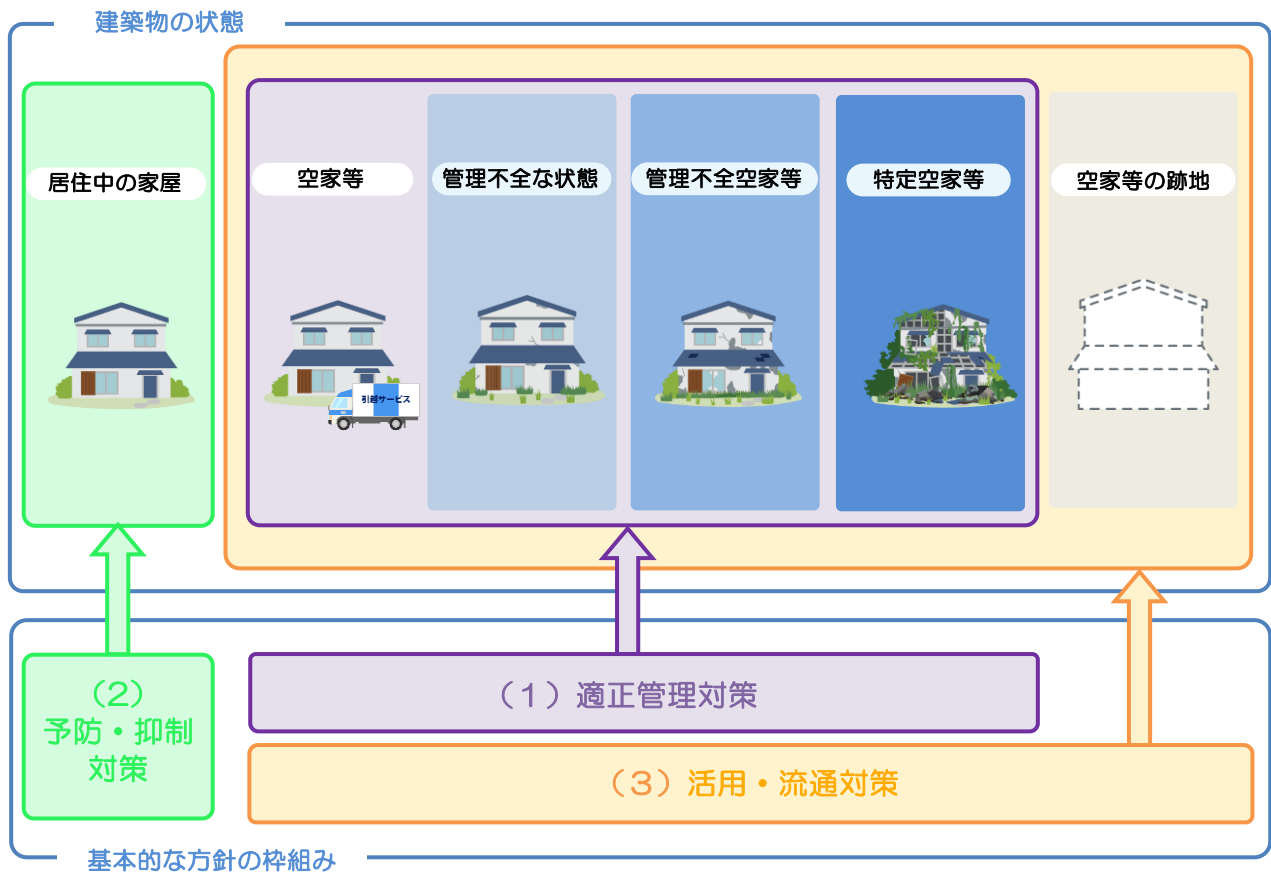 建築物の状態
居住中の家屋
空家等
管理不全な状態
管理不全空家等
特定空家等
空家等の跡地
引越サービス
（２）
予防・抑制
対策
（１）適正管理対策
（３）活用・流通対策
基本的な方針の枠組み